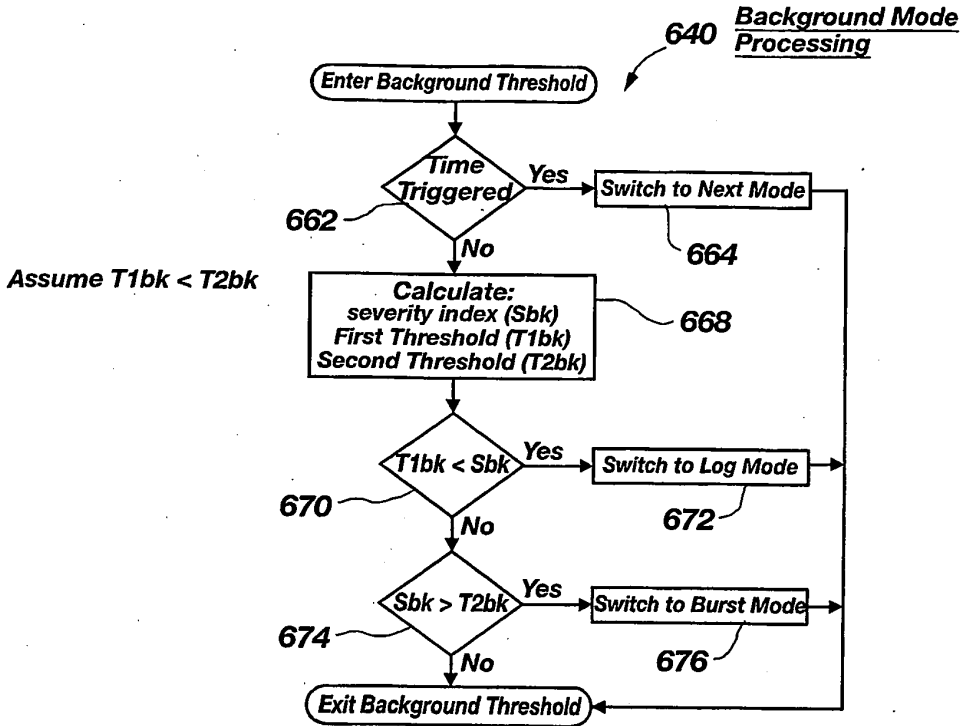 Background Mode
Processing
640
Enter Background Threshold
Time
Triggered
Yes
Switch to Next Mode
662
664
No
Assume T1bk < T2bk
Calculate:
severity index (Sbk)
First Threshold (T1bk)
Second Threshold (T2bk)
668
T1bk < Sbk
Yes
Switch to Log Mode
670
672
No
Sbk > T2bk
Yes
Switch to Burst Mode
674
676
No
Exit Background Threshold